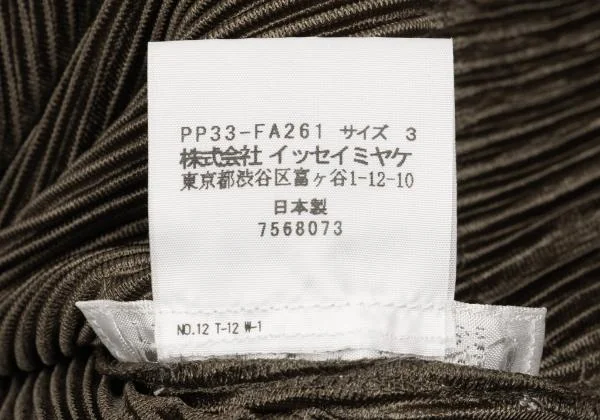 PP33-FA261 サイズ 3
株式会社 イッセイミヤケ
東京都渋谷区富ヶ谷1-12-10
日本製
7568073
NO.12 T-12 W-1